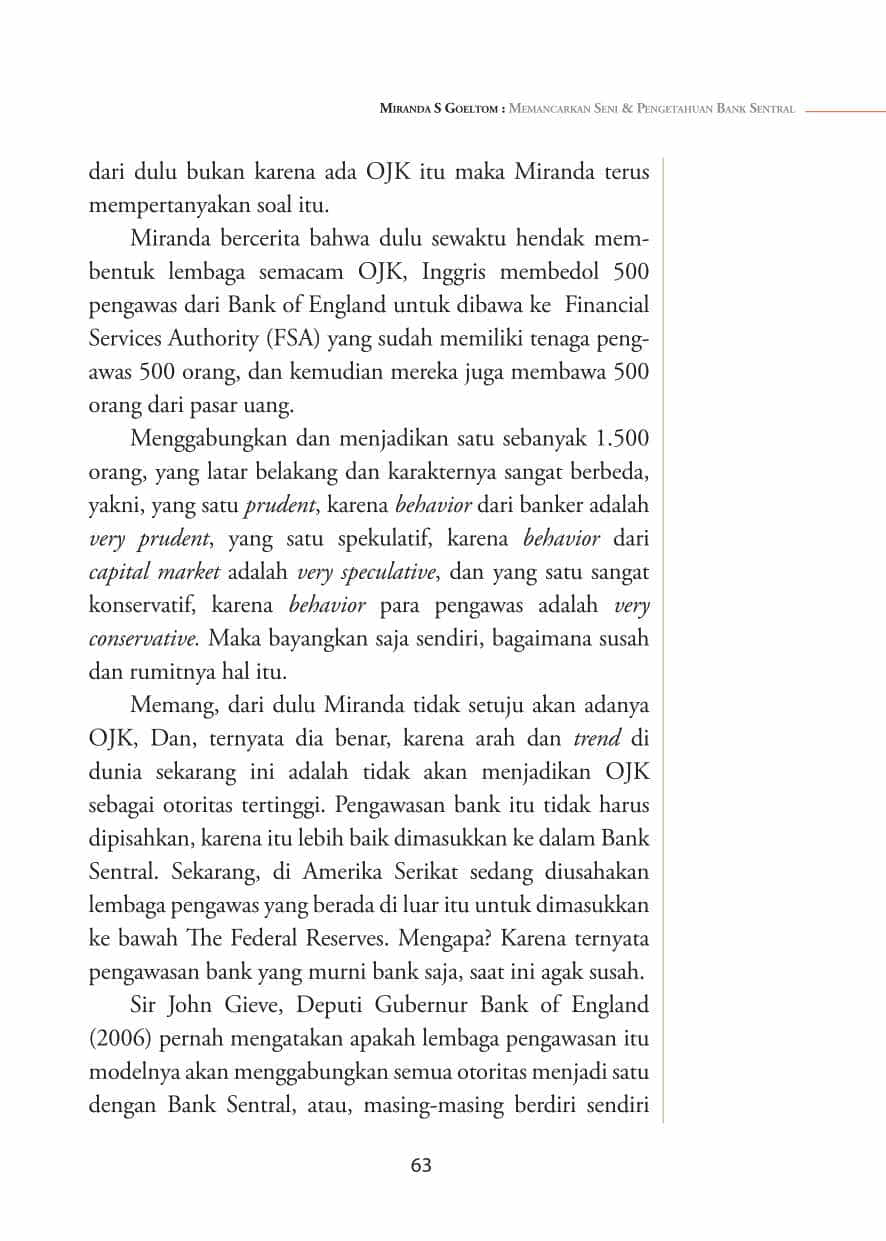 Miranda S Goeltom : Memancarkan Seni & Pengetahuan Bank Sentral
dari dulu bukan karena ada OJK itu maka Miranda terus
mempertanyakan soal itu.
Miranda bercerita bahwa dulu sewaktu hendak mem-
bentuk lembaga semacam OJK, Inggris membedol 500
pengawas dari Bank of England untuk dibawa ke Financial
Services Authority (FSA) yang sudah memiliki tenaga peng-
awas 500 orang, dan kemudian mereka juga membawa 500
orang dari pasar uang.
Menggabungkan dan menjadikan satu sebanyak 1.500
orang, yang latar belakang dan karakternya sangat berbeda,
yakni, yang satu prudent, karena behavior dari banker adalah
very prudent, yang satu spekulatif, karena behavior dari
capital market adalah very speculative, dan yang satu sangat
konservatif, karena behavior para pengawas adalah very
conservative. Maka bayangkan saja sendiri, bagaimana susah
dan rumitnya hal itu.
Memang, dari dulu Miranda tidak setuju akan adanya
OJK, Dan, ternyata dia benar, karena arah dan trend di
dunia sekarang ini adalah tidak akan menjadikan OJK
sebagai otoritas tertinggi. Pengawasan bank itu tidak harus
dipisahkan, karena itu lebih baik dimasukkan ke dalam Bank
Sentral. Sekarang, di Amerika Serikat sedang diusahakan
lembaga pengawas yang berada di luar itu untuk dimasukkan
ke bawah The Federal Reserves. Mengapa? Karena ternyata
pengawasan bank yang murni bank saja, saat ini agak susah.
Sir John Gieve, Deputi Gubernur Bank of England
(2006) pernah mengatakan apakah lembaga pengawasan itu
modelnya akan menggabungkan semua otoritas menjadi satu
dengan Bank Sentral, atau, masing-masing berdiri sendiri
63